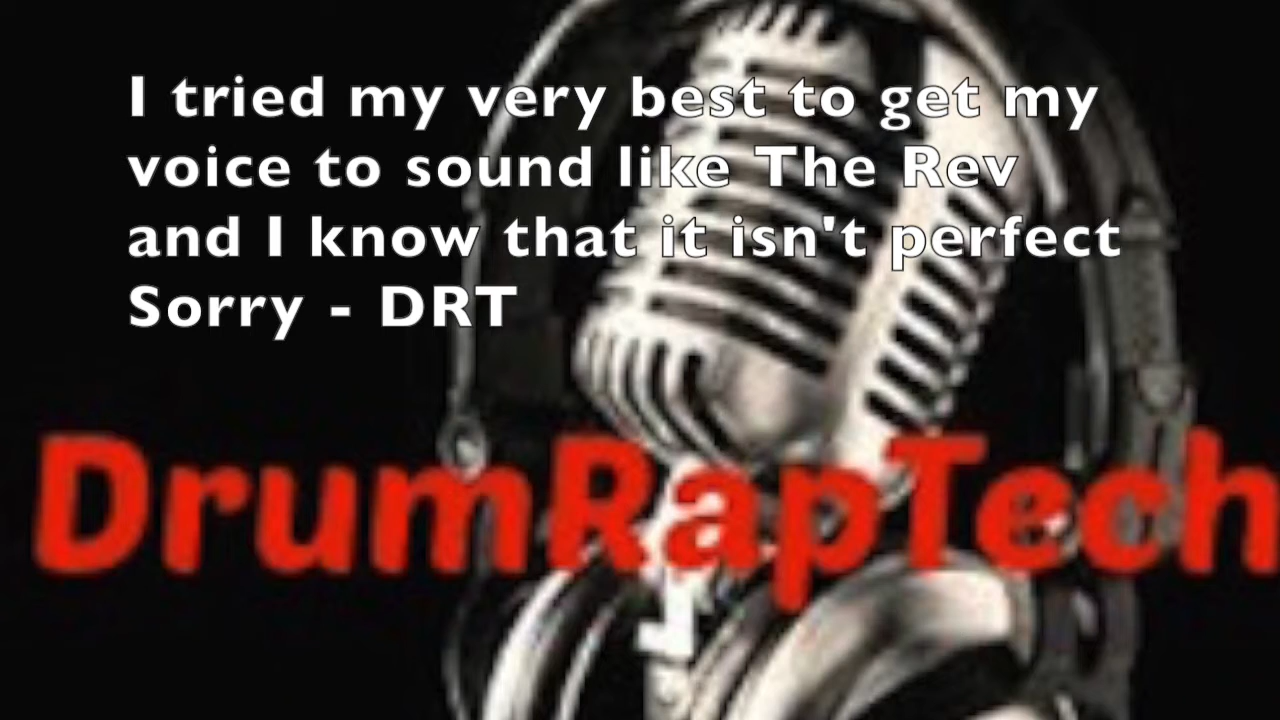 I tried my very best to get my
voice to sound like The Rev
and I know that it isn't perfect
Sorry - DRT
DrumRapTech